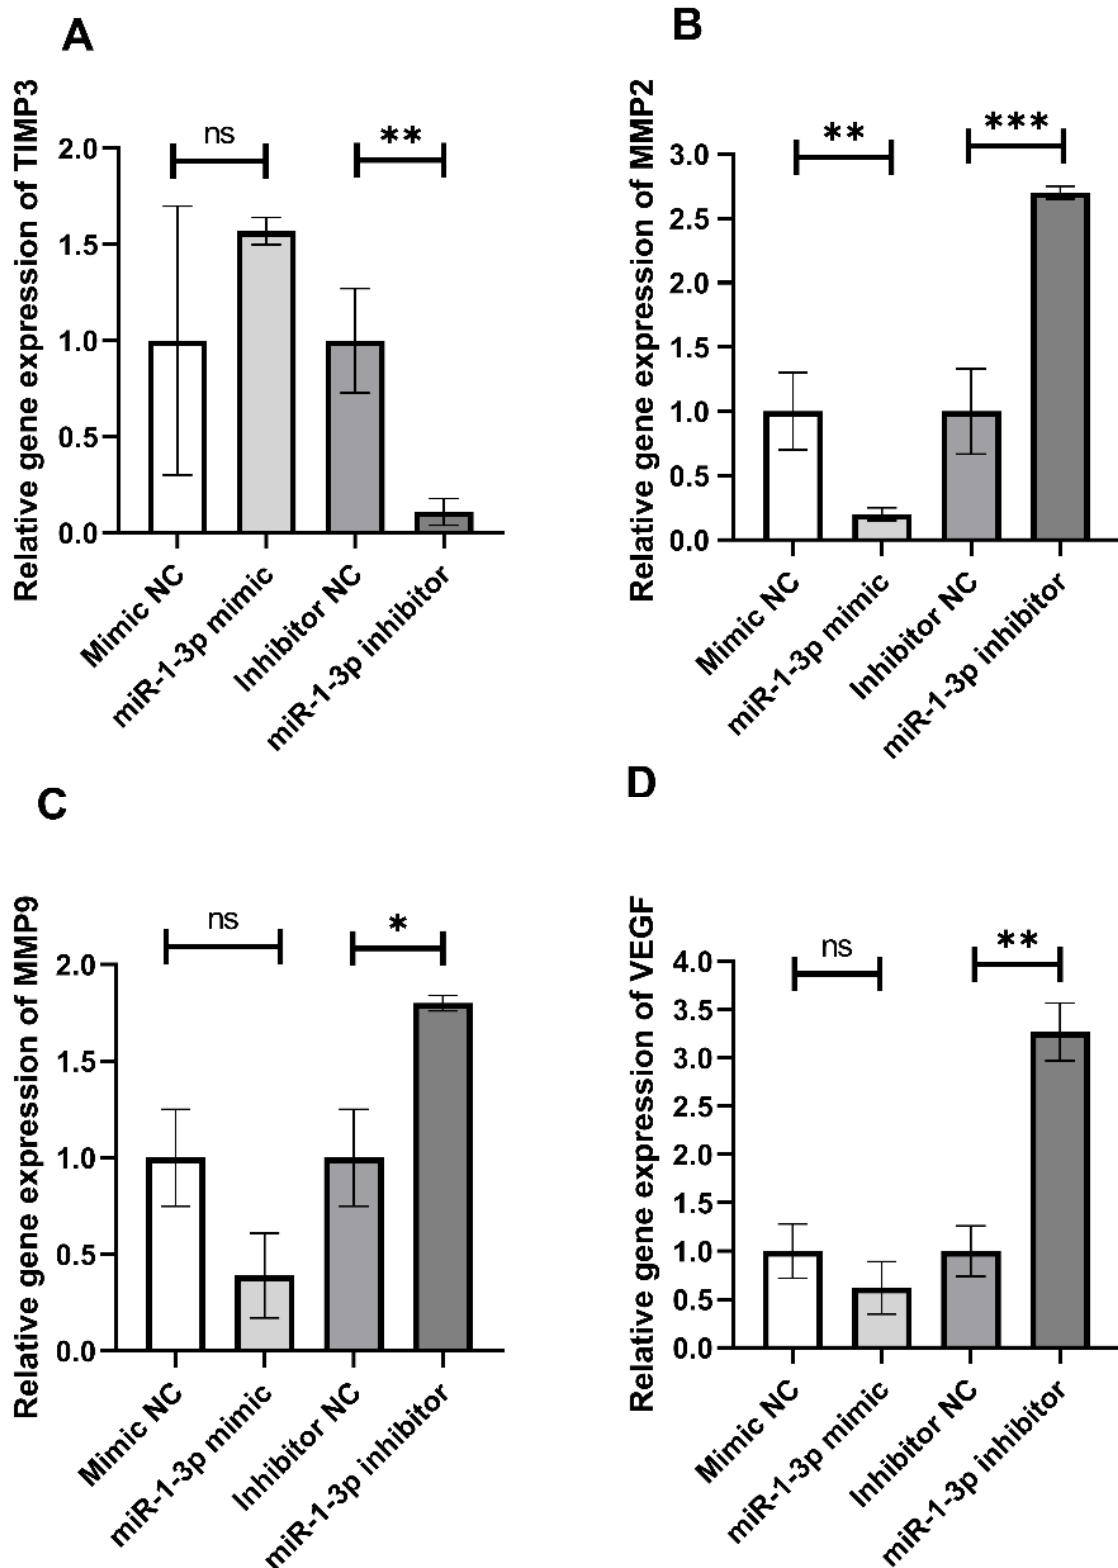 A
Relative gene expression of TIMP3
ns
**
2.0
1.5
1.0
0.5
0.0
Mimic NC
miR-1-3p mimic
Inhibitor NC
miR-1-3p inhibitor
B
Relative gene expression of MMP2
**
***
3.0
2.5
2.0
1.5
1.0
0.5
0.0
Mimic NC
miR-1-3p mimic
Inhibitor NC
miR-1-3p inhibitor
C
Relative gene expression of MMP9
ns
*
2.0
1.5
1.0
0.5
0.0
Mimic NC
miR-1-3p mimic
Inhibitor NC
miR-1-3p inhibitor
D
Relative gene expression of VEGF
ns
**
4.0
3.5
3.0
2.5
2.0
1.5
1.0
0.5
0.0
Mimic NC
miR-1-3p mimic
Inhibitor NC
miR-1-3p inhibitor